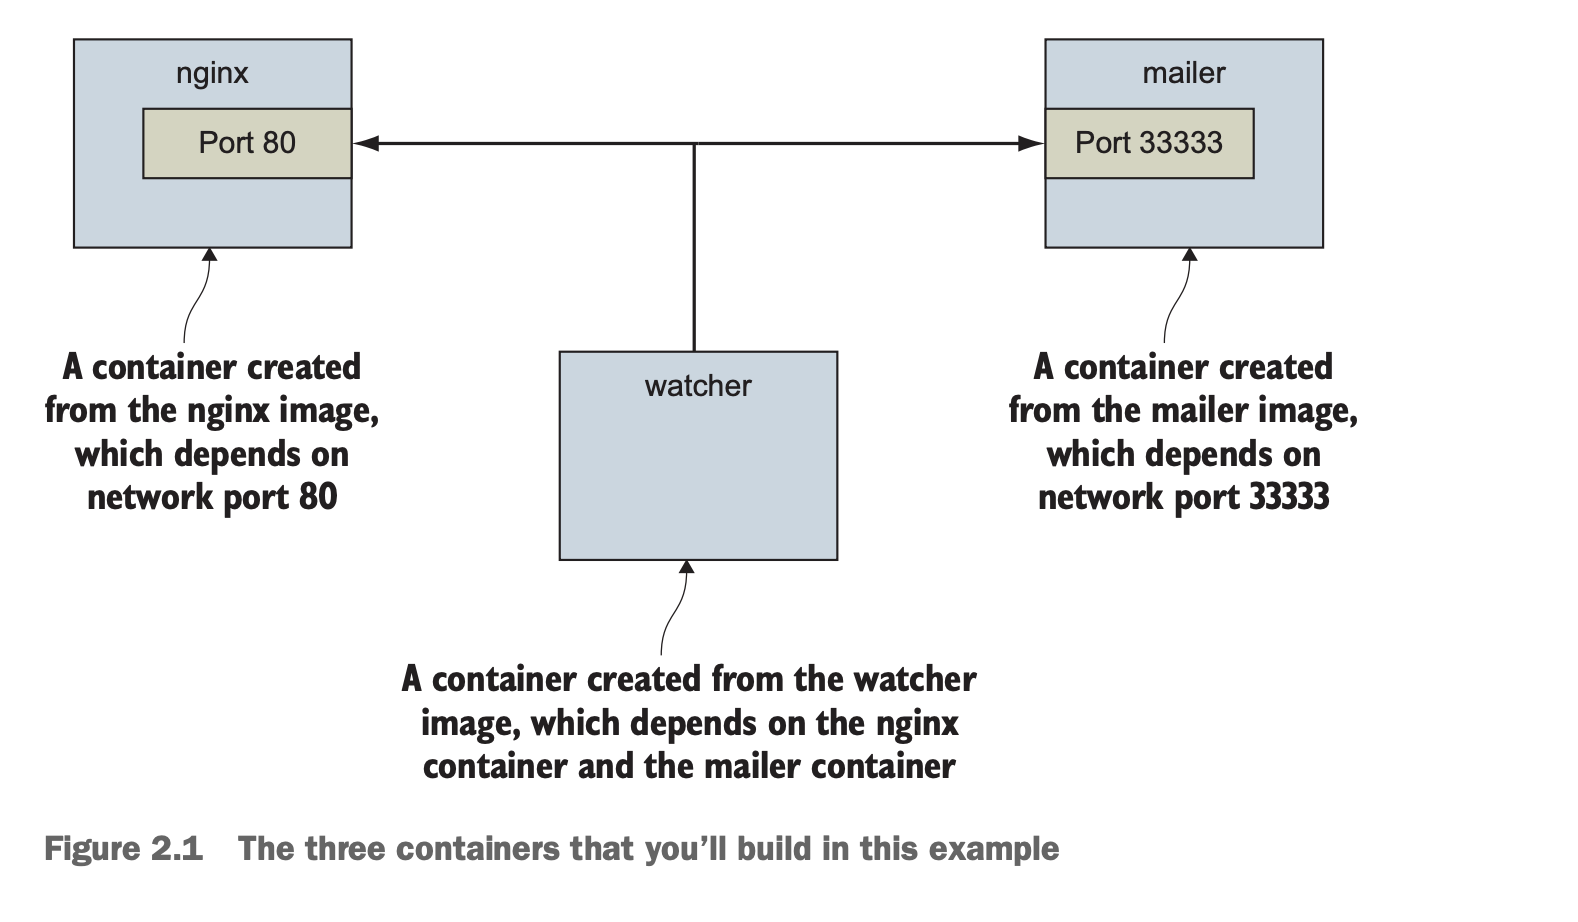 nginx
Port 80
mailer
Port 33333
A container created
from the nginx image,
which depends on
network port 80
watcher
A container created
from the mailer image,
which depends on
network port 33333
A container created from the watcher
image, which depends on the nginx
container and the mailer container
Figure 2.1 The three containers that you’ll build in this example